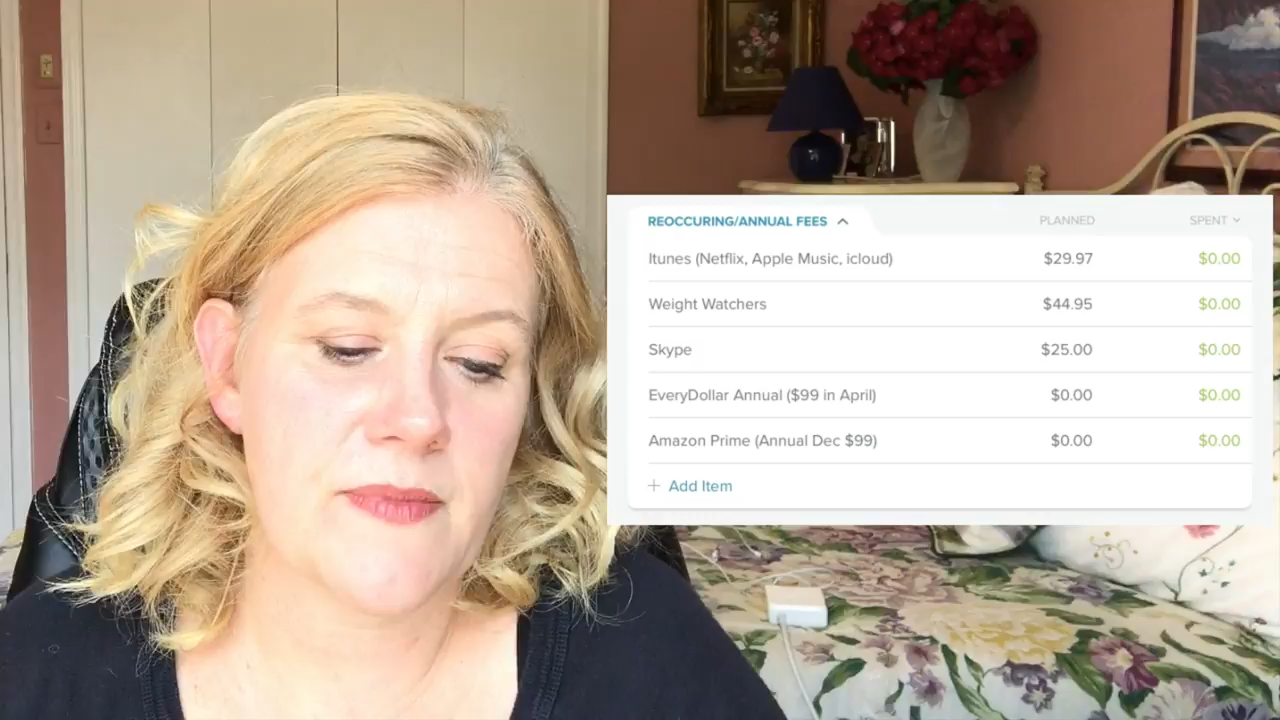 REOCCURING/ANNUAL FEES PLANNED SPENT
Itunes (Netflix, Apple Music, icloud) $29.97 $0.00
Weight Watchers $44.95 $0.00
Skype $25.00 $0.00
EveryDollar Annual ($99 in April) $0.00 $0.00
Amazon Prime (Annual Dec $99) $0.00 $0.00
+ Add Item